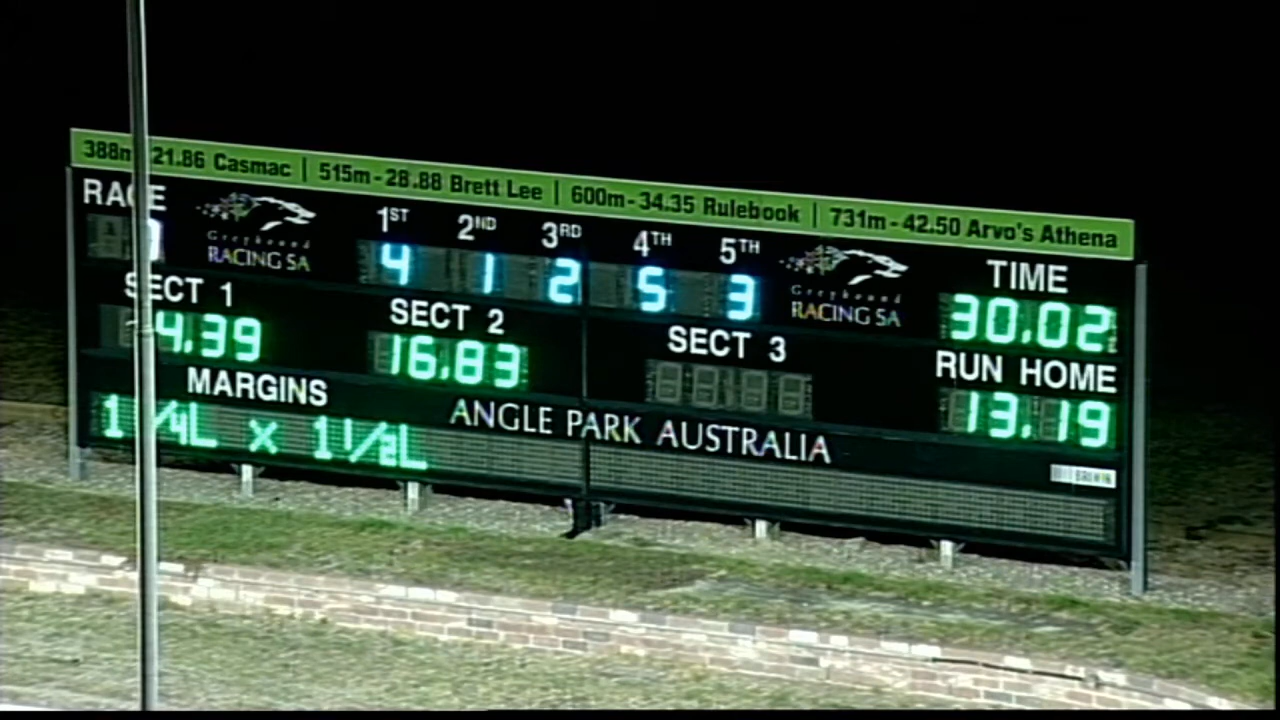 388m-21.86 Casmac | 515m-28.88 Brett Lee | 600m-34.35 Rulebook | 731m-42.50 Arvo's Athena
RACE
Greyhound
RACING SA
1ST 2ND 3RD 4TH 5TH
4 1 2 5 3
Greyhound
RACING SA
TIME
30.02
SECT 1
4.39
SECT 2
16.83
SECT 3
RUN HOME
13.19
MARGINS
1 1/4L x 1 1/2L
ANGLE PARK AUSTRALIA